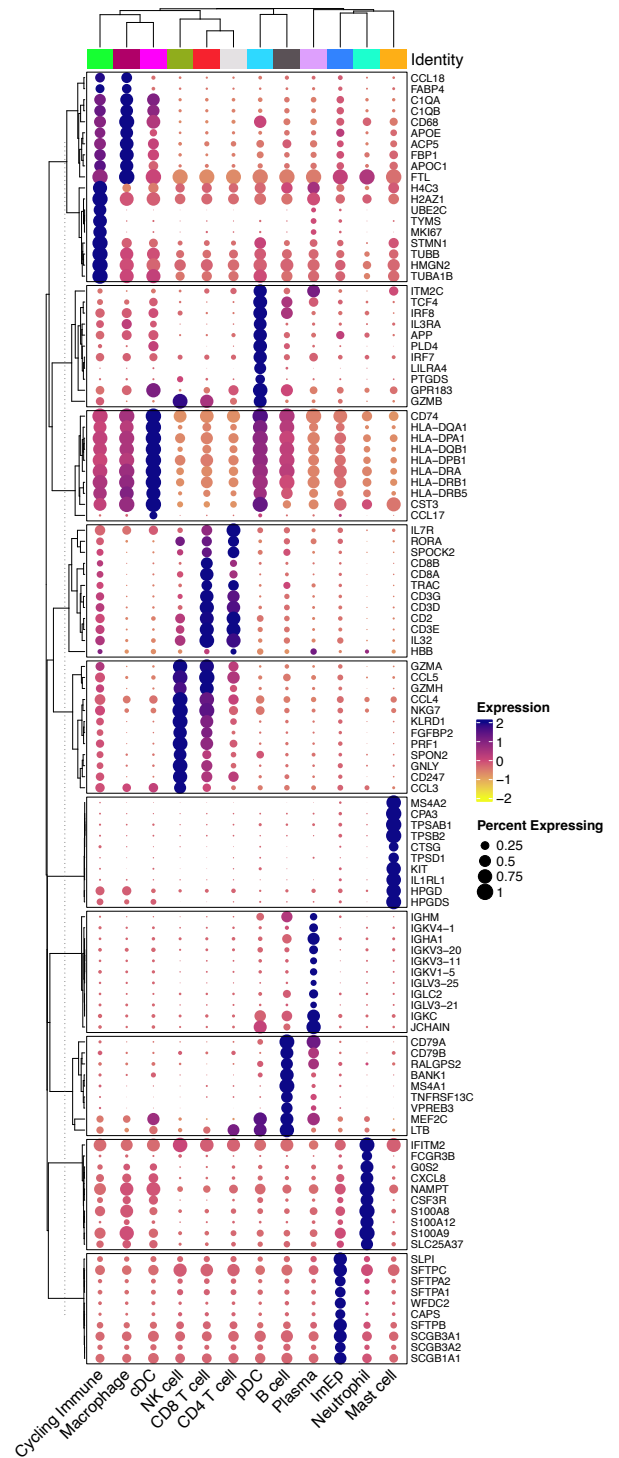 Identity
CCL18
FABP4
C1QA
C1QB
CD68
APOE
ACP5
FBP1
APOC1
FTL
H4C3
H2AZ1
UBE2C
TYMS
MKI67
STMN1
TUBB
HMGN2
TUBA1B
ITM2C
TCF4
IRF8
IL3RA
APP
PLD4
IRF7
LILRA4
PTGDS
GPR183
GZMB
CD74
HLA-DQA1
HLA-DPA1
HLA-DQB1
HLA-DPB1
HLA-DRA
HLA-DRB1
HLA-DRB5
CST3
CCL17
IL7R
RORA
SPOCK2
CD8B
CD8A
TRAC
CD3G
CD3D
CD2
CD3E
IL32
HBB
GZMA
CCL5
GZMH
CCL4
NKG7
KLRD1
FGFBP2
PRF1
SPON2
GNLY
CD247
CCL3
Expression
2
1
0
−1
−2
Percent Expressing
0.25
0.5
0.75
1
MS4A2
CPA3
TPSAB1
TPSB2
CTSG
TPSD1
KIT
IL1RL1
HPGD
HPGDS
IGHM
IGKV4-1
IGHA1
IGKV3-20
IGKV3-11
IGKV1-5
IGLV3-25
IGLC2
IGLV3-21
IGKC
JCHAIN
CD79A
CD79B
RALGPS2
BANK1
MS4A1
TNFRSF13C
VPREB3
MEF2C
LTB
IFITM2
FCGR3B
G0S2
CXCL8
NAMPT
CSF3R
S100A8
S100A12
S100A9
SLC25A37
SLPI
SFTPC
SFTPA2
SFTPA1
WFDC2
CAPS
SFTPB
SCGB3A1
SCGB3A2
SCGB1A1
Cycling Immune
Macrophage
cDC
NK cell
CD8 T cell
CD4 T cell
pDC
B cell
Plasma
ImEp
Neutrophil
Mast cell